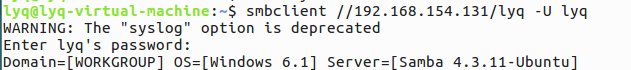 lyq@lyq-virtual-machine:~$ smbclient //192.168.154.131/lyq -U lyq
WARNING: The "syslog" option is deprecated
Enter lyq's password:
Domain=[WORKGROUP] OS=[Windows 6.1] Server=[Samba 4.3.11-Ubuntu]